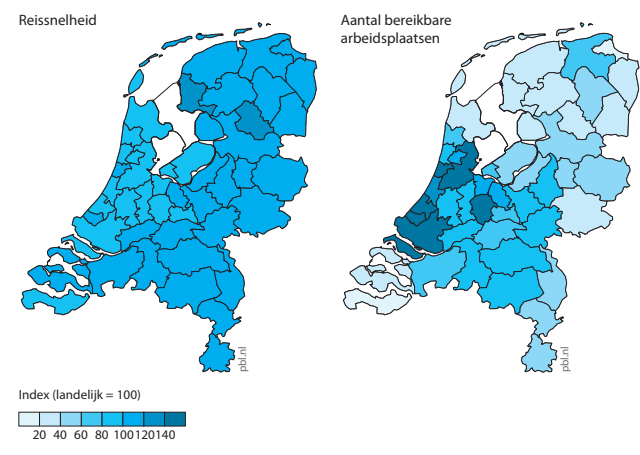 Reissnelheid
Aantal bereikbare
arbeidsplaatsen
pbl.nl
pbl.nl
Index (landelijk = 100)
20 40 60 80 100 120 140